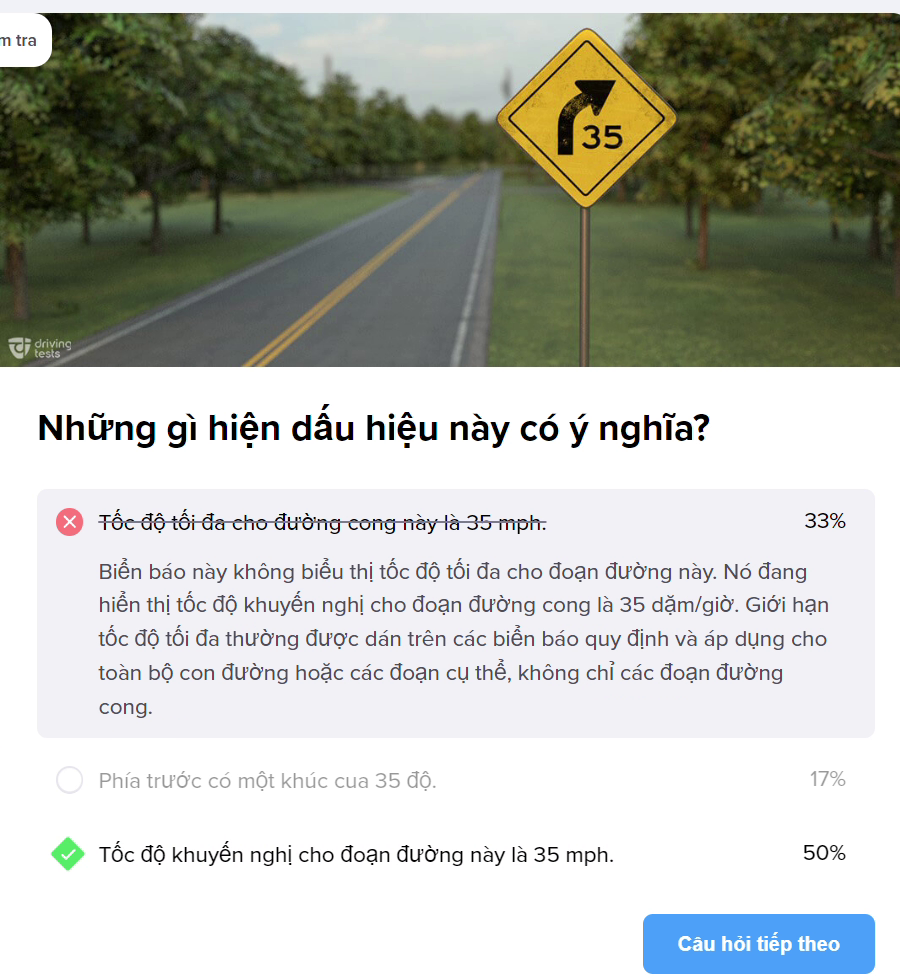 m tra
35
driving
tests
Những gì hiện dấu hiệu này có ý nghĩa?
Tốc độ tối đa cho đường cong này là 35 mph. 33%
Biển báo này không biểu thị tốc độ tối đa cho đoạn đường này. Nó đang
hiển thị tốc độ khuyến nghị cho đoạn đường cong là 35 dặm/giờ. Giới hạn
tốc độ tối đa thường được dán trên các biển báo quy định và áp dụng cho
toàn bộ con đường hoặc các đoạn cụ thể, không chỉ các đoạn đường
cong.
Phía trước có một khúc cua 35 độ. 17%
Tốc độ khuyến nghị cho đoạn đường này là 35 mph. 50%
Câu hỏi tiếp theo